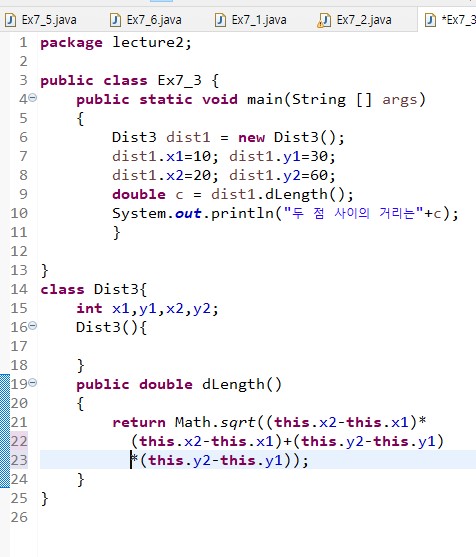 Ex7_5.java Ex7_6.java Ex7_1.java Ex7_2.java *Ex7_3
1 package lecture2;
2
3 public class Ex7_3 {
4 public static void main(String [] args)
5 {
6 Dist3 dist1 = new Dist3();
7 dist1.x1=10; dist1.y1=30;
8 dist1.x2=20; dist1.y2=60;
9 double c = dist1.dLength();
10 System.out.println("두 점 사이의 거리는"+c);
11 }
12
13 }
14 class Dist3{
15 int x1,y1,x2,y2;
16 Dist3(){
17
18 }
19 public double dLength()
20 {
21 return Math.sqrt((this.x2-this.x1)*
22 (this.x2-this.x1)+(this.y2-this.y1)
23 *(this.y2-this.y1));
24 }
25 }
26